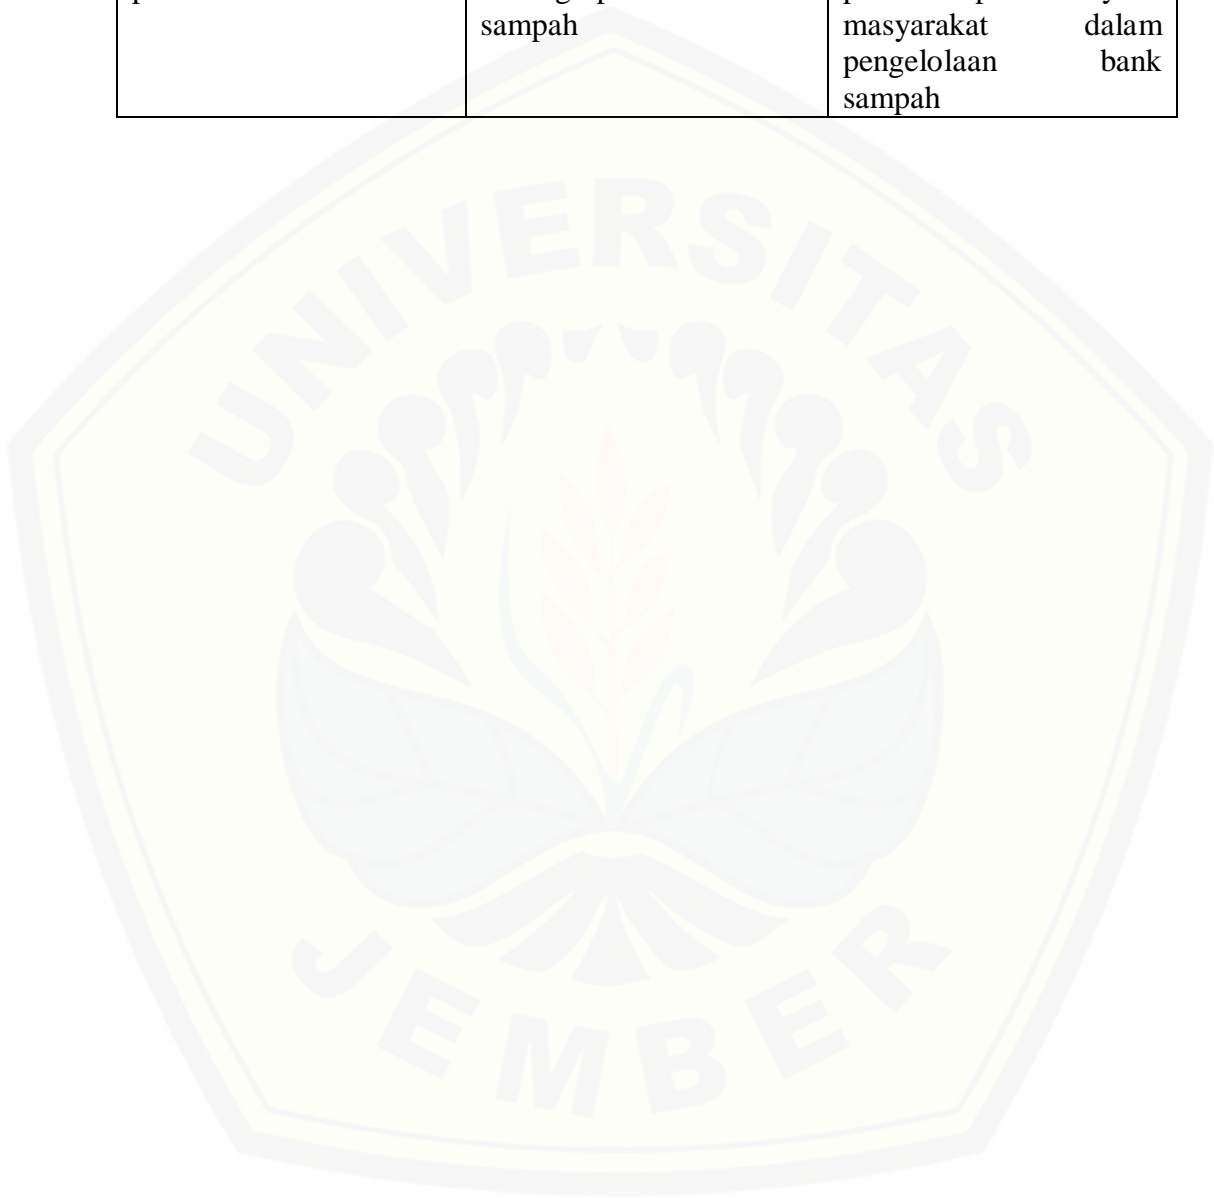 sampah
masyarakat dalam
pengelolaan bank
sampah
UNIVERSITAS
JEMBER